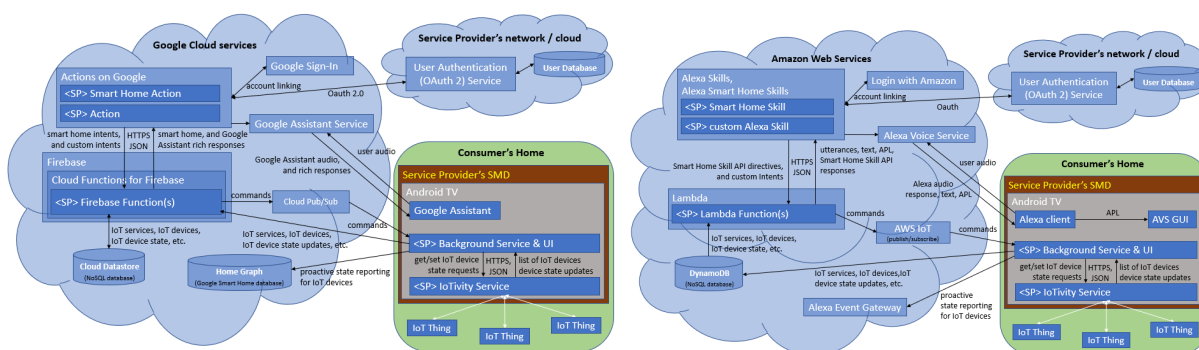 Google Cloud services
Actions on Google
<SP> Smart Home Action
<SP> Action
Google Sign-In
account linking
Oauth 2.0
Google Assistant Service
smart home intents,
and custom intents
HTTPS
JSON
smart home, and Google
Assistant rich responses
Google Assistant audio,
and rich responses
user audio
Firebase
Cloud Functions for Firebase
<SP> Firebase Function(s)
commands
Cloud Pub/Sub
commands
IoT services, IoT devices,
IoT device state, etc.
IoT services, IoT devices,
IoT device state updates, etc.
Cloud Datastore
(NoSQL database)
Home Graph
(Google Smart Home database)
proactive state reporting
for IoT devices
Service Provider's network / cloud
User Authentication
(OAuth 2) Service
User Database
Consumer's Home
Service Provider's SMD
Android TV
Google Assistant
<SP> Background Service & UI
get/set IoT device
state requests
HTTPS,
JSON
list of IoT devices
device state updates
<SP> IoTivity Service
IoT Thing
IoT Thing
IoT Thing
Amazon Web Services
Alexa Skills,
Alexa Smart Home Skills
<SP> Smart Home Skill
<SP> custom Alexa Skill
Login with Amazon
account linking
Oauth
Alexa Voice Service
Smart Home Skill API directives,
and custom Intents
HTTPS
JSON
utterances, text, APL,
Smart Home Skill API
responses
user audio
Alexa audio
response, text, APL
Lambda
<SP> Lambda Function(s)
commands
AWS IoT
(publish/subscribe)
commands
IoT services, IoT devices,
IoT device state, etc.
DynamoDB
(NoSQL database)
IoT services, IoT devices,IoT
device state updates, etc.
Alexa Event Gateway
proactive
state reporting
for IoT devices
Service Provider's network / cloud
User Authentication
(OAuth 2) Service
User Database
Consumer's Home
Service Provider's SMD
Android TV
Alexa client
APL
AVS GUI
<SP> Background Service & UI
get/set IoT device
state requests
HTTPS,
JSON
list of IoT devices
device state updates
<SP> IoTivity Service
IoT Thing
IoT Thing
IoT Thing